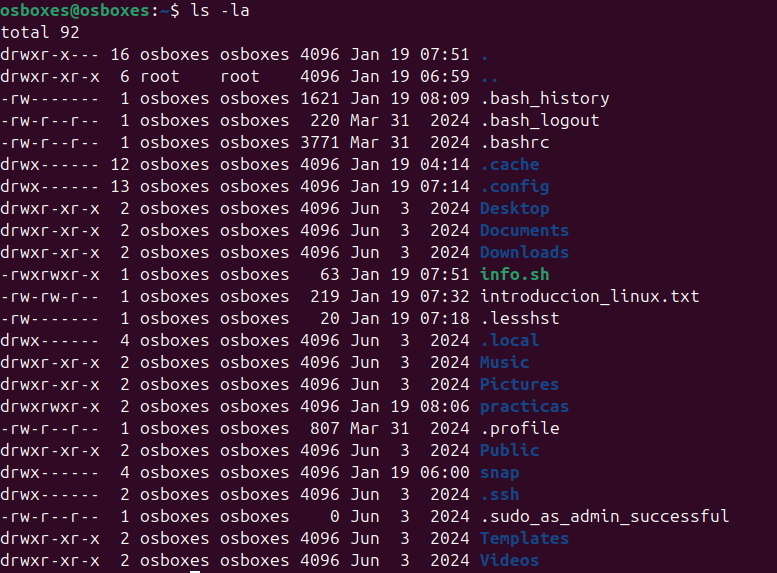 osboxes@osboxes:~$ ls -la
total 92
drwxr-x--- 16 osboxes osboxes 4096 Jan 19 07:51 .
drwxr-xr-x  6 root    root    4096 Jan 19 06:59 ..
-rw-------  1 osboxes osboxes 1621 Jan 19 08:09 .bash_history
-rw-r--r--  1 osboxes osboxes  220 Mar 31  2024 .bash_logout
-rw-r--r--  1 osboxes osboxes 3771 Mar 31  2024 .bashrc
drwx------ 12 osboxes osboxes 4096 Jan 19 04:14 .cache
drwx------ 13 osboxes osboxes 4096 Jan 19 07:14 .config
drwxr-xr-x  2 osboxes osboxes 4096 Jun  3  2024 Desktop
drwxr-xr-x  2 osboxes osboxes 4096 Jun  3  2024 Documents
drwxr-xr-x  2 osboxes osboxes 4096 Jun  3  2024 Downloads
-rwxrwxr-x  1 osboxes osboxes   63 Jan 19 07:51 info.sh
-rw-rw-r--  1 osboxes osboxes  219 Jan 19 07:32 introduccion_linux.txt
-rw-------  1 osboxes osboxes   20 Jan 19 07:18 .lesshst
drwx------  4 osboxes osboxes 4096 Jun  3  2024 .local
drwxr-xr-x  2 osboxes osboxes 4096 Jun  3  2024 Music
drwxr-xr-x  2 osboxes osboxes 4096 Jun  3  2024 Pictures
drwxrwxr-x  2 osboxes osboxes 4096 Jan 19 08:06 practicas
-rw-r--r--  1 osboxes osboxes  807 Mar 31  2024 .profile
drwxr-xr-x  2 osboxes osboxes 4096 Jun  3  2024 Public
drwx------  4 osboxes osboxes 4096 Jan 19 06:00 snap
drwx------  2 osboxes osboxes 4096 Jun  3  2024 .ssh
-rw-r--r--  1 osboxes osboxes    0 Jun  3  2024 .sudo_as_admin_successful
drwxr-xr-x  2 osboxes osboxes 4096 Jun  3  2024 Templates
drwxr-xr-x  2 osboxes osboxes 4096 Jun  3  2024 Videos